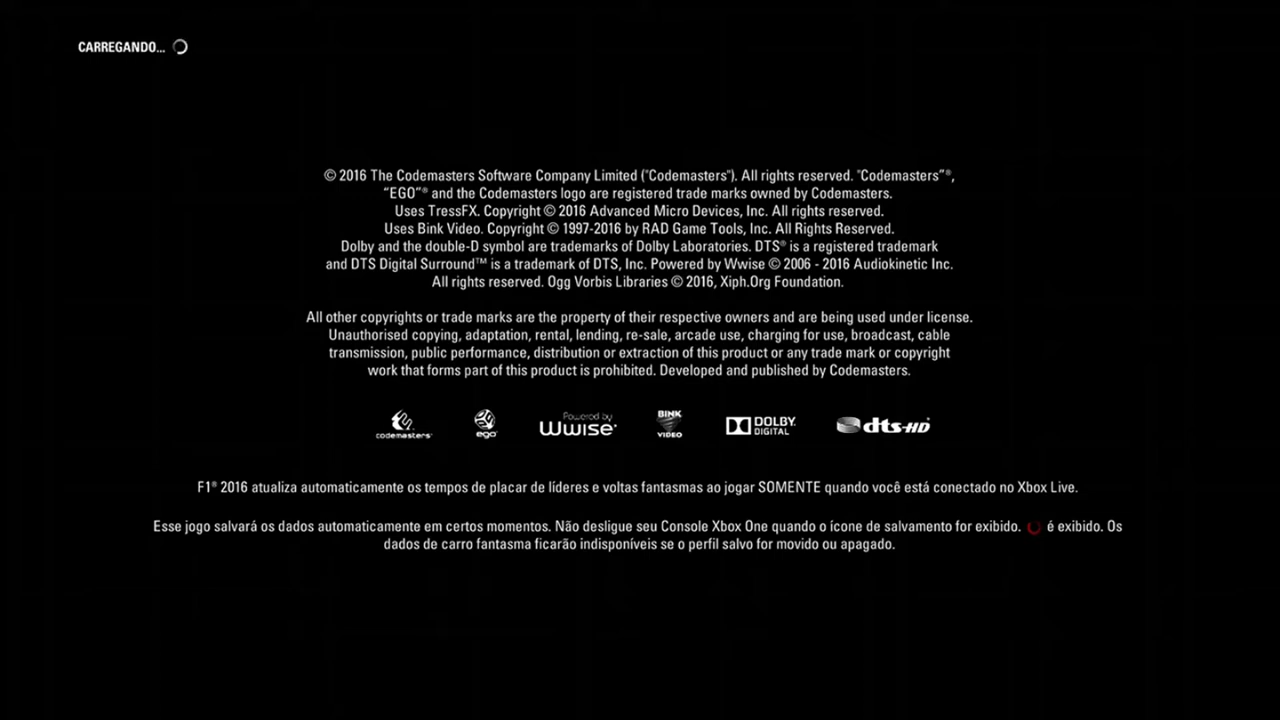 CARREGANDO...
© 2016 The Codemasters Software Company Limited ("Codemasters"). All rights reserved. "Codemasters"®,
"EGO"® and the Codemasters logo are registered trade marks owned by Codemasters.
Uses TressFX. Copyright © 2016 Advanced Micro Devices, Inc. All rights reserved.
Uses Bink Video. Copyright © 1997-2016 by RAD Game Tools, Inc. All Rights Reserved.
Dolby and the double-D symbol are trademarks of Dolby Laboratories. DTS® is a registered trademark
and DTS Digital Surround™ is a trademark of DTS, Inc. Powered by Wwise © 2006 - 2016 Audiokinetic Inc.
All rights reserved. Ogg Vorbis Libraries © 2016, Xiph.Org Foundation.
All other copyrights or trade marks are the property of their respective owners and are being used under license.
Unauthorised copying, adaptation, rental, lending, re-sale, arcade use, charging for use, broadcast, cable
transmission, public performance, distribution or extraction of this product or any trade mark or copyright
work that forms part of this product is prohibited. Developed and published by Codemasters.
codemasters® ego® Powered by Wwise BINK VIDEO DOLBY DIGITAL dts-HD
F1® 2016 atualiza automaticamente os tempos de placar de líderes e voltas fantasmas ao jogar SOMENTE quando você está conectado no Xbox Live.
Esse jogo salvará os dados automaticamente em certos momentos. Não desligue seu Console Xbox One quando o ícone de salvamento for exibido. é exibido. Os
dados de carro fantasma ficarão indisponíveis se o perfil salvo for movido ou apagado.